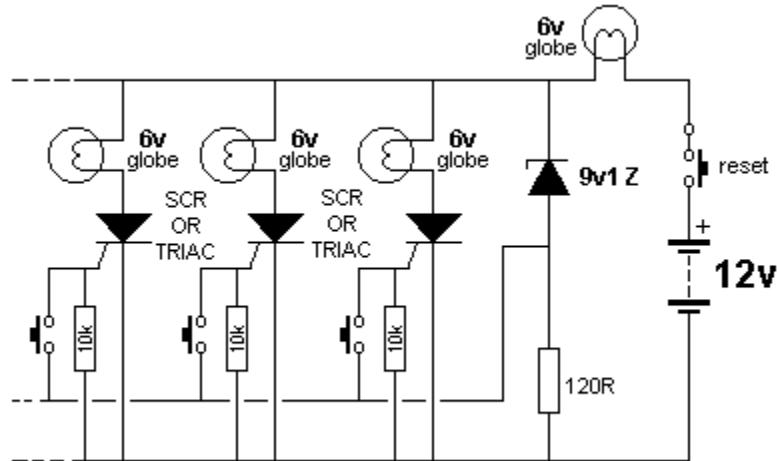 6v
globe
6v
globe
6v
globe
6v
globe
SCR
OR
TRIAC
SCR
OR
TRIAC
9v1 Z
reset
+
12v
10k
10k
10k
120R